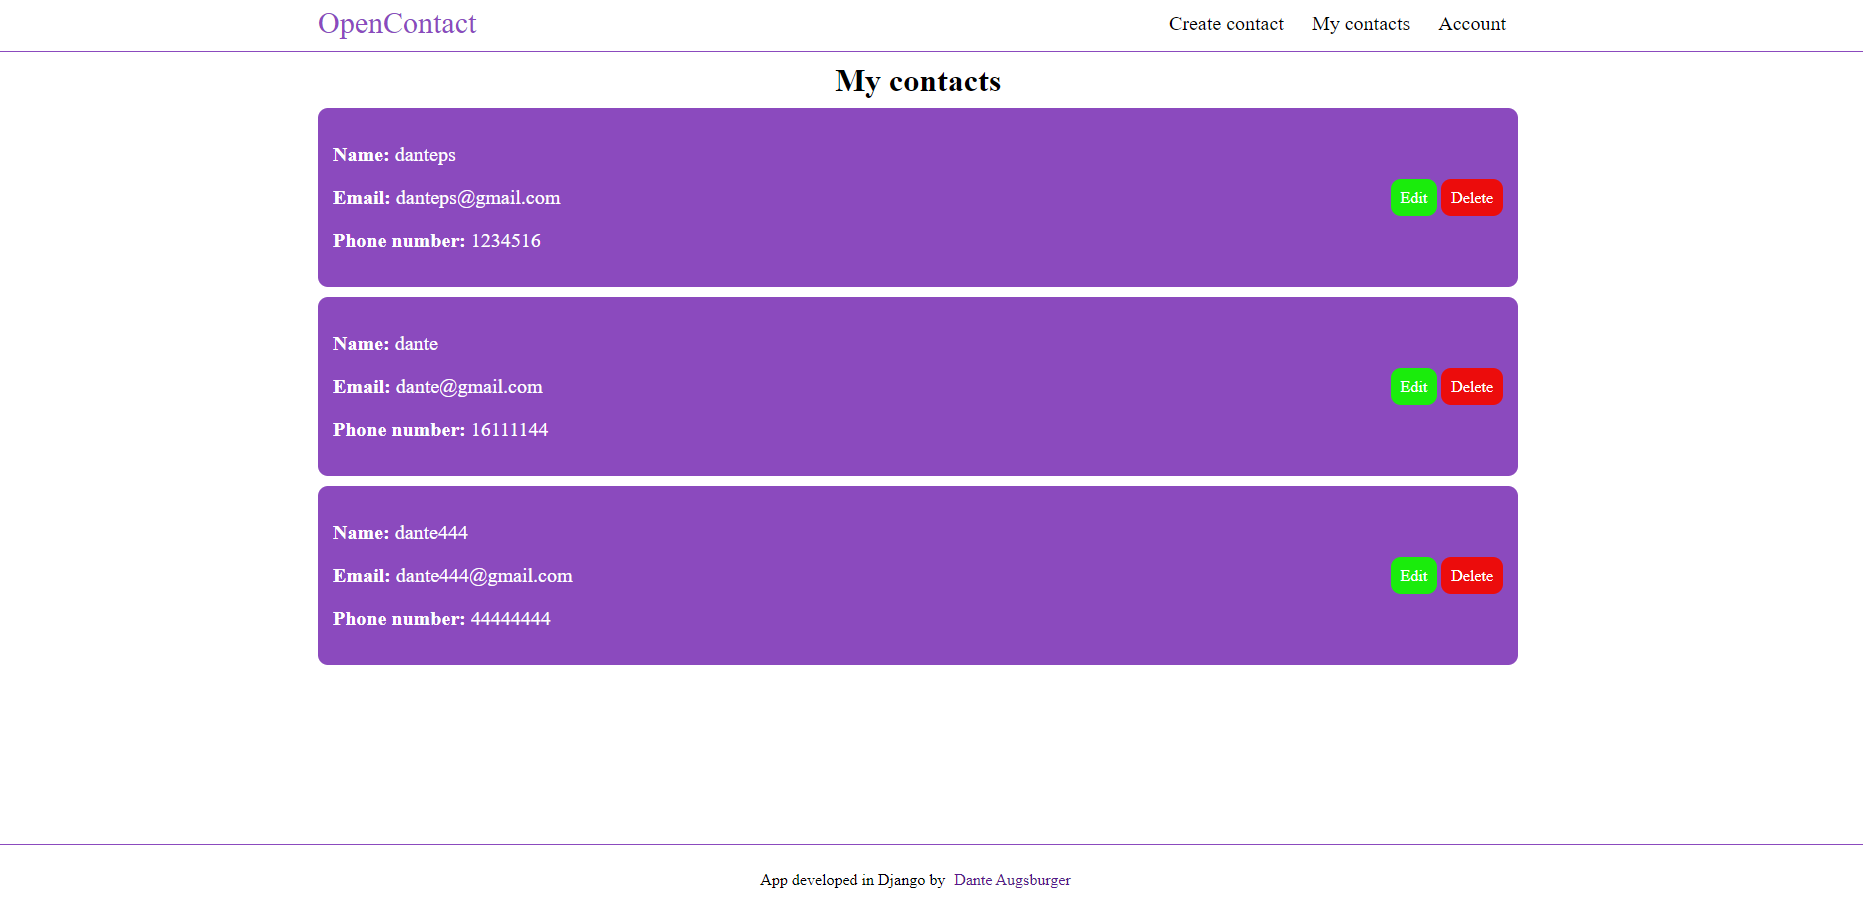 OpenContact
Create contact My contacts Account
My contacts
Name: danteps
Email: danteps@gmail.com
Phone number: 1234516
Edit Delete
Name: dante
Email: dante@gmail.com
Phone number: 16111144
Edit Delete
Name: dante444
Email: dante444@gmail.com
Phone number: 44444444
Edit Delete
App developed in Django by Dante Augsburger